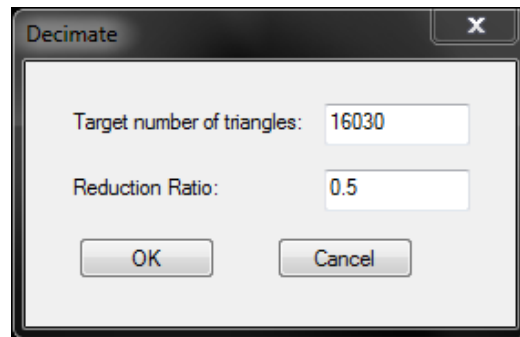 Decimate
x
Target number of triangles: 16030
Reduction Ratio: 0.5
OK Cancel